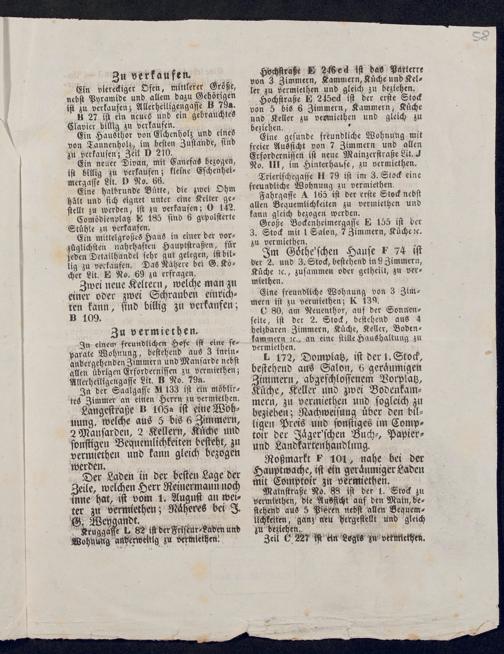 58
Zu verkaufen.
Ein viereckiger Ofen, mittlerer Größe,
nebst Pyramide und allem dazu Gehörigen
ist zu verkaufen; Allerheiligengasse B 79a.
B 27 ist ein neues und ein gebrauchtes
Clavier billig zu verkaufen.
Ein Hausthor von Eschenholz und eines
von Tannenholz, im besten Zustande, sind
zu verkaufen; Zeil D 210.
Ein neuer Divan, mit Canefas bezogen,
ist billig zu verkaufen; kleine Eschenhei-
mergasse Lit. D No. 66.
Eine halbrunde Bütte, die zwei Ohm
hält und sich eignet unter eine Kelter ge-
stellt zu werden, ist zu verkaufen; O 142.
Comödienplatz E 185 sind 6 gepolsterte
Stühle zu verkaufen.
Ein mittelgroßes Haus in einer der vor-
züglichsten nahrhaften Hauptstraßen, für
jeden Detailhandel sehr gut gelegen, ist bil-
lig zu verkaufen. Das Nähere bei G. Kö-
cher Lit. E No. 69. zu erfragen.
Zwei neue Keltern, welche man zu
einer oder zwei Schrauben einrich-
ten kann, sind billig zu verkaufen;
B 109.
Zu vermiethen.
In einem freundlichen Hofe ist eine se-
parate Wohnung, bestehend aus 3 inein-
andergehenden Zimmern und Mansarde nebst
allen übrigen Erfordernissen zu vermiethen;
Allerheiligengasse Lit. B No. 79a.
In der Saalgasse M 133 ist ein möblir-
tes Zimmer an einen Herrn zu vermiethen.
Langestraße B 105a ist eine Woh-
nung, welche aus 5 bis 6 Zimmern,
2 Mansarden, 2 Kellern, Küche und
sonstigen Bequemlichkeiten besteht, zu
vermiethen und kann gleich bezogen
werden.
Der Laden in der besten Lage der
Zeile, welchen Herr Reinermann noch
inne hat, ist vom 1. August an wei-
ter zu vermiethen; Näheres bei J.
G. Weygandt.
Kruggasse L 82 ist der Friseur-Laden und
Wohnung anderweitig zu vermiethen.
Hochstraße E 246cd ist das Parterre
von 3 Zimmern, Kammern, Küche und Kel-
ler zu vermiethen und gleich zu beziehen.
Hochstraße E 245cd ist der erste Stock
von 5 bis 6 Zimmern, Kammern, Küche
und Keller zu vermiethen und gleich zu
beziehen.
Eine gesunde freundliche Wohnung mit
freier Aussicht von 7 Zimmern und allen
Erfordernissen ist neue Mainzerstraße Lit. J
No. III, im Hinterhause, zu vermiethen.
Trierischegasse H 79 ist im 3. Stock eine
freundliche Wohnung zu vermiethen.
Fahrgasse A 165 ist der erste Stock nebst
allen Bequemlichkeiten zu vermiethen und
kann gleich bezogen werden.
Große Bockenheimergasse E 155 ist der
3. Stock mit 1 Salon, 7 Zimmern, Küche ꝛc.
zu vermiethen.
Im Göthe'schen Hause F 74 ist
der 2. und 3. Stock, bestehend in 9 Zimmern,
Küche ꝛc., zusammen oder getheilt, zu ver-
miethen.
Eine freundliche Wohnung von 3 Zim-
mern ist zu vermiethen; K 139.
C 80, am Neuenthor, auf der Sonnen-
seite, ist der 2. Stock, bestehend aus 4
heizbaren Zimmern, Küche, Keller, Boden-
kammern ꝛc. an eine stille Haushaltung zu
vermiethen.
L 172, Domplatz, ist der 1. Stock,
bestehend aus Salon, 6 geräumigen
Zimmern, abgeschlossenem Vorplatz,
Küche, Keller und zwei Bodenkam-
mern, zu vermiethen und sogleich zu
beziehen; Nachweisung über den bil-
ligen Preis und sonstiges im Comp-
toir der Jäger'schen Buch-, Papier-
und Landkartenhandlung.
Roßmarkt F 101, nahe bei der
Hauptwache, ist ein geräumiger Laden
mit Comptoir zu vermiethen.
Mainstraße No. 88 ist der 1. Stock zu
vermiethen, die Aussicht auf den Main, be-
stehend aus 5 Piecen nebst allen Bequem-
lichkeiten, ganz neu hergestellt und gleich
zu beziehen.
Zeil C 227 ist ein Logis zu vermiethen.